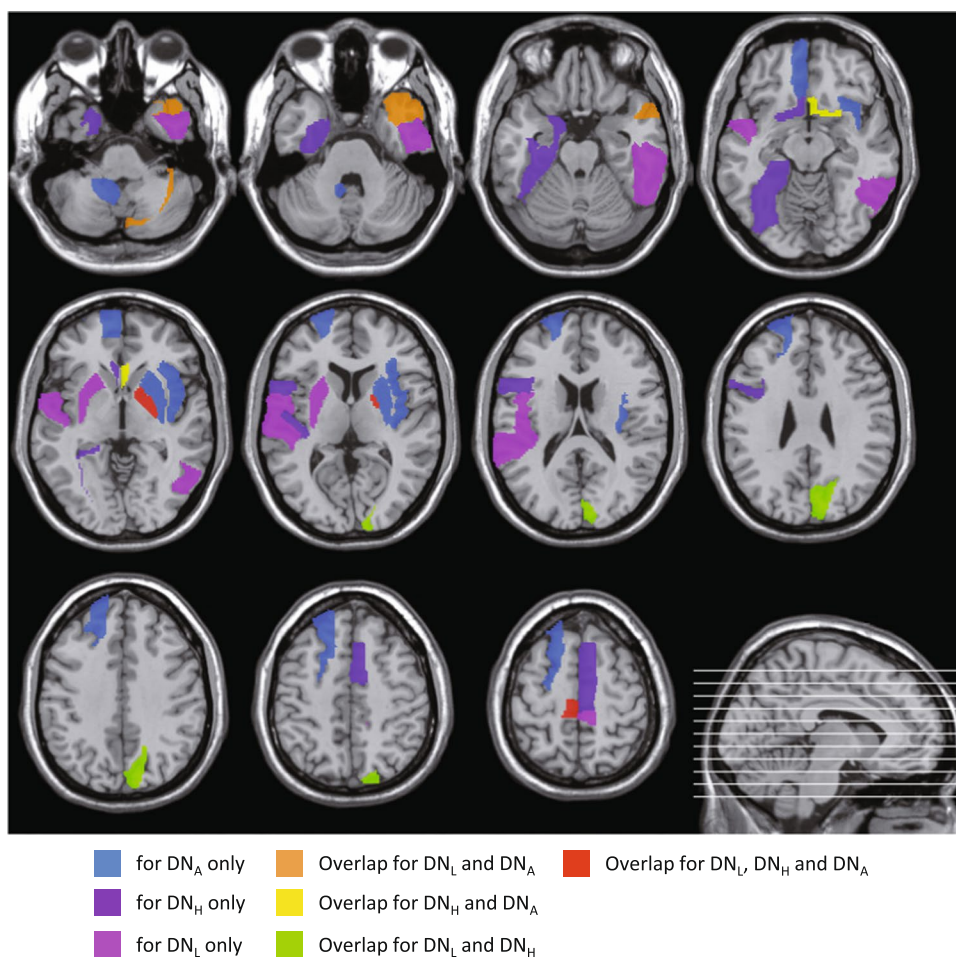 for DN_A only Overlap for DN_L and DN_A Overlap for DN_L, DN_H and DN_A
for DN_H only Overlap for DN_H and DN_A
for DN_L only Overlap for DN_L and DN_H